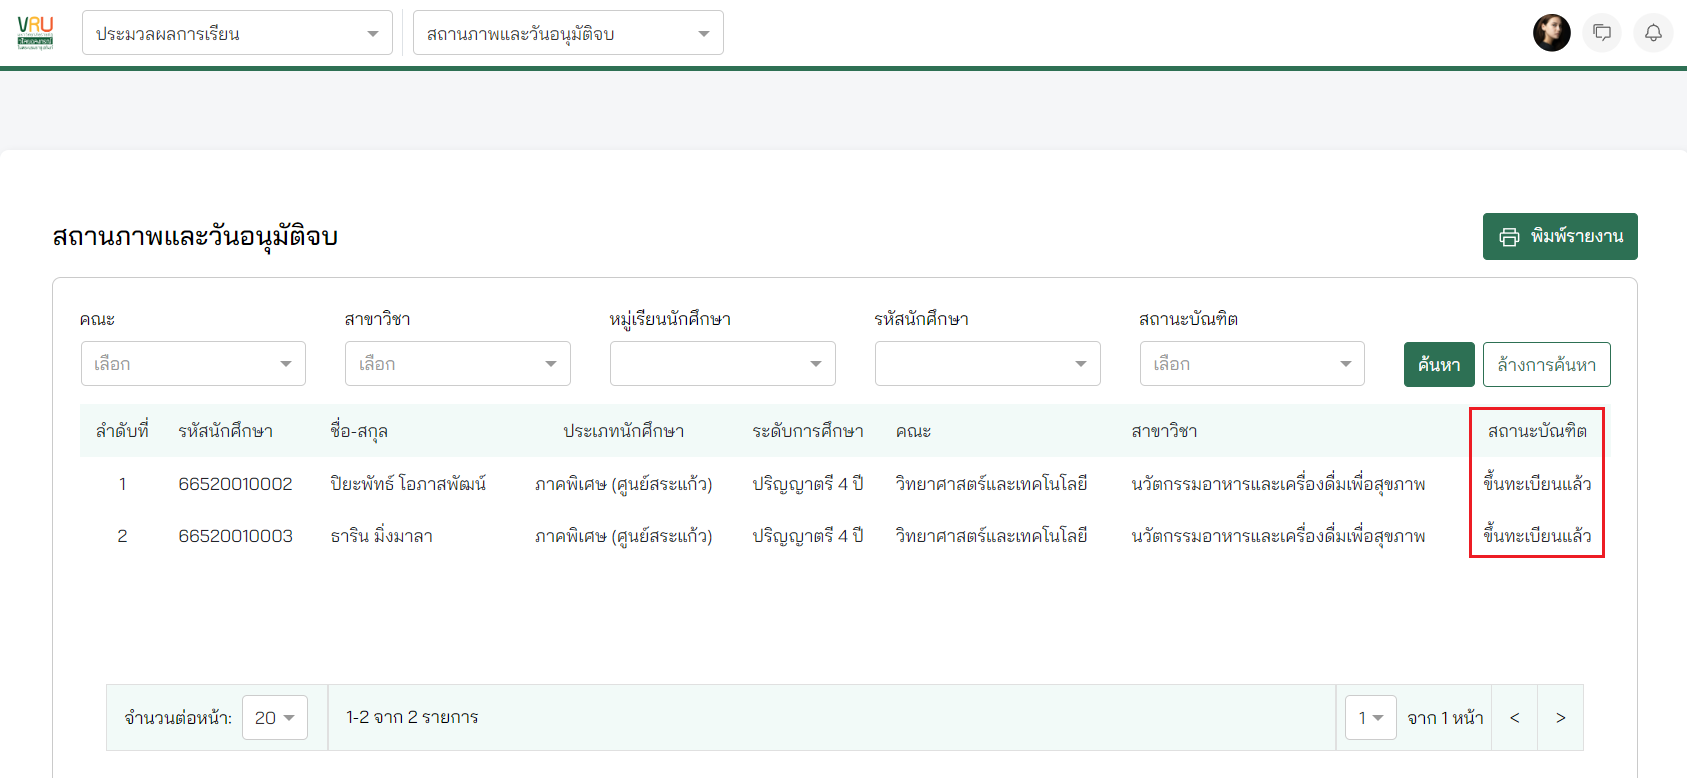 VRU
ประมวลผลการเรียน
สถานภาพและวันอนุมัติจบ
สถานภาพและวันอนุมัติจบ
พิมพ์รายงาน
คณะ สาขาวิชา หมู่เรียนนักศึกษา รหัสนักศึกษา สถานะบัณฑิต
เลือก เลือก เลือก ค้นหา ล้างการค้นหา
ลำดับที่ รหัสนักศึกษา ชื่อ-สกุล ประเภทนักศึกษา ระดับการศึกษา คณะ สาขาวิชา สถานะบัณฑิต
1 66520010002 ปิยะพัทธ์ โอภาสพัฒน์ ภาคพิเศษ (ศูนย์สระแก้ว) ปริญญาตรี 4 ปี วิทยาศาสตร์และเทคโนโลยี นวัตกรรมอาหารและเครื่องดื่มเพื่อสุขภาพ ขึ้นทะเบียนแล้ว
2 66520010003 ธาริน มิ่งมาลา ภาคพิเศษ (ศูนย์สระแก้ว) ปริญญาตรี 4 ปี วิทยาศาสตร์และเทคโนโลยี นวัตกรรมอาหารและเครื่องดื่มเพื่อสุขภาพ ขึ้นทะเบียนแล้ว
จำนวนต่อหน้า: 20 1-2 จาก 2 รายการ 1 จาก 1 หน้า < >